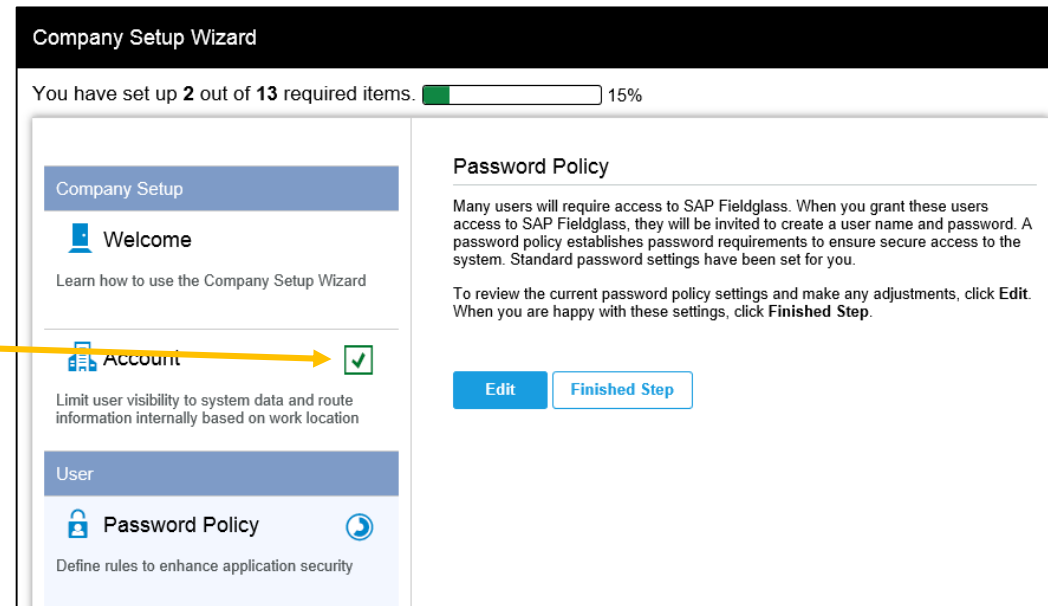 Company Setup Wizard
You have set up 2 out of 13 required items. 15%
Company Setup
Welcome
Learn how to use the Company Setup Wizard
Account
Limit user visibility to system data and route
information internally based on work location
User
Password Policy
Define rules to enhance application security
Password Policy
Many users will require access to SAP Fieldglass. When you grant these users
access to SAP Fieldglass, they will be invited to create a user name and password. A
password policy establishes password requirements to ensure secure access to the
system. Standard password settings have been set for you.
To review the current password policy settings and make any adjustments, click Edit.
When you are happy with these settings, click Finished Step.
Edit
Finished Step